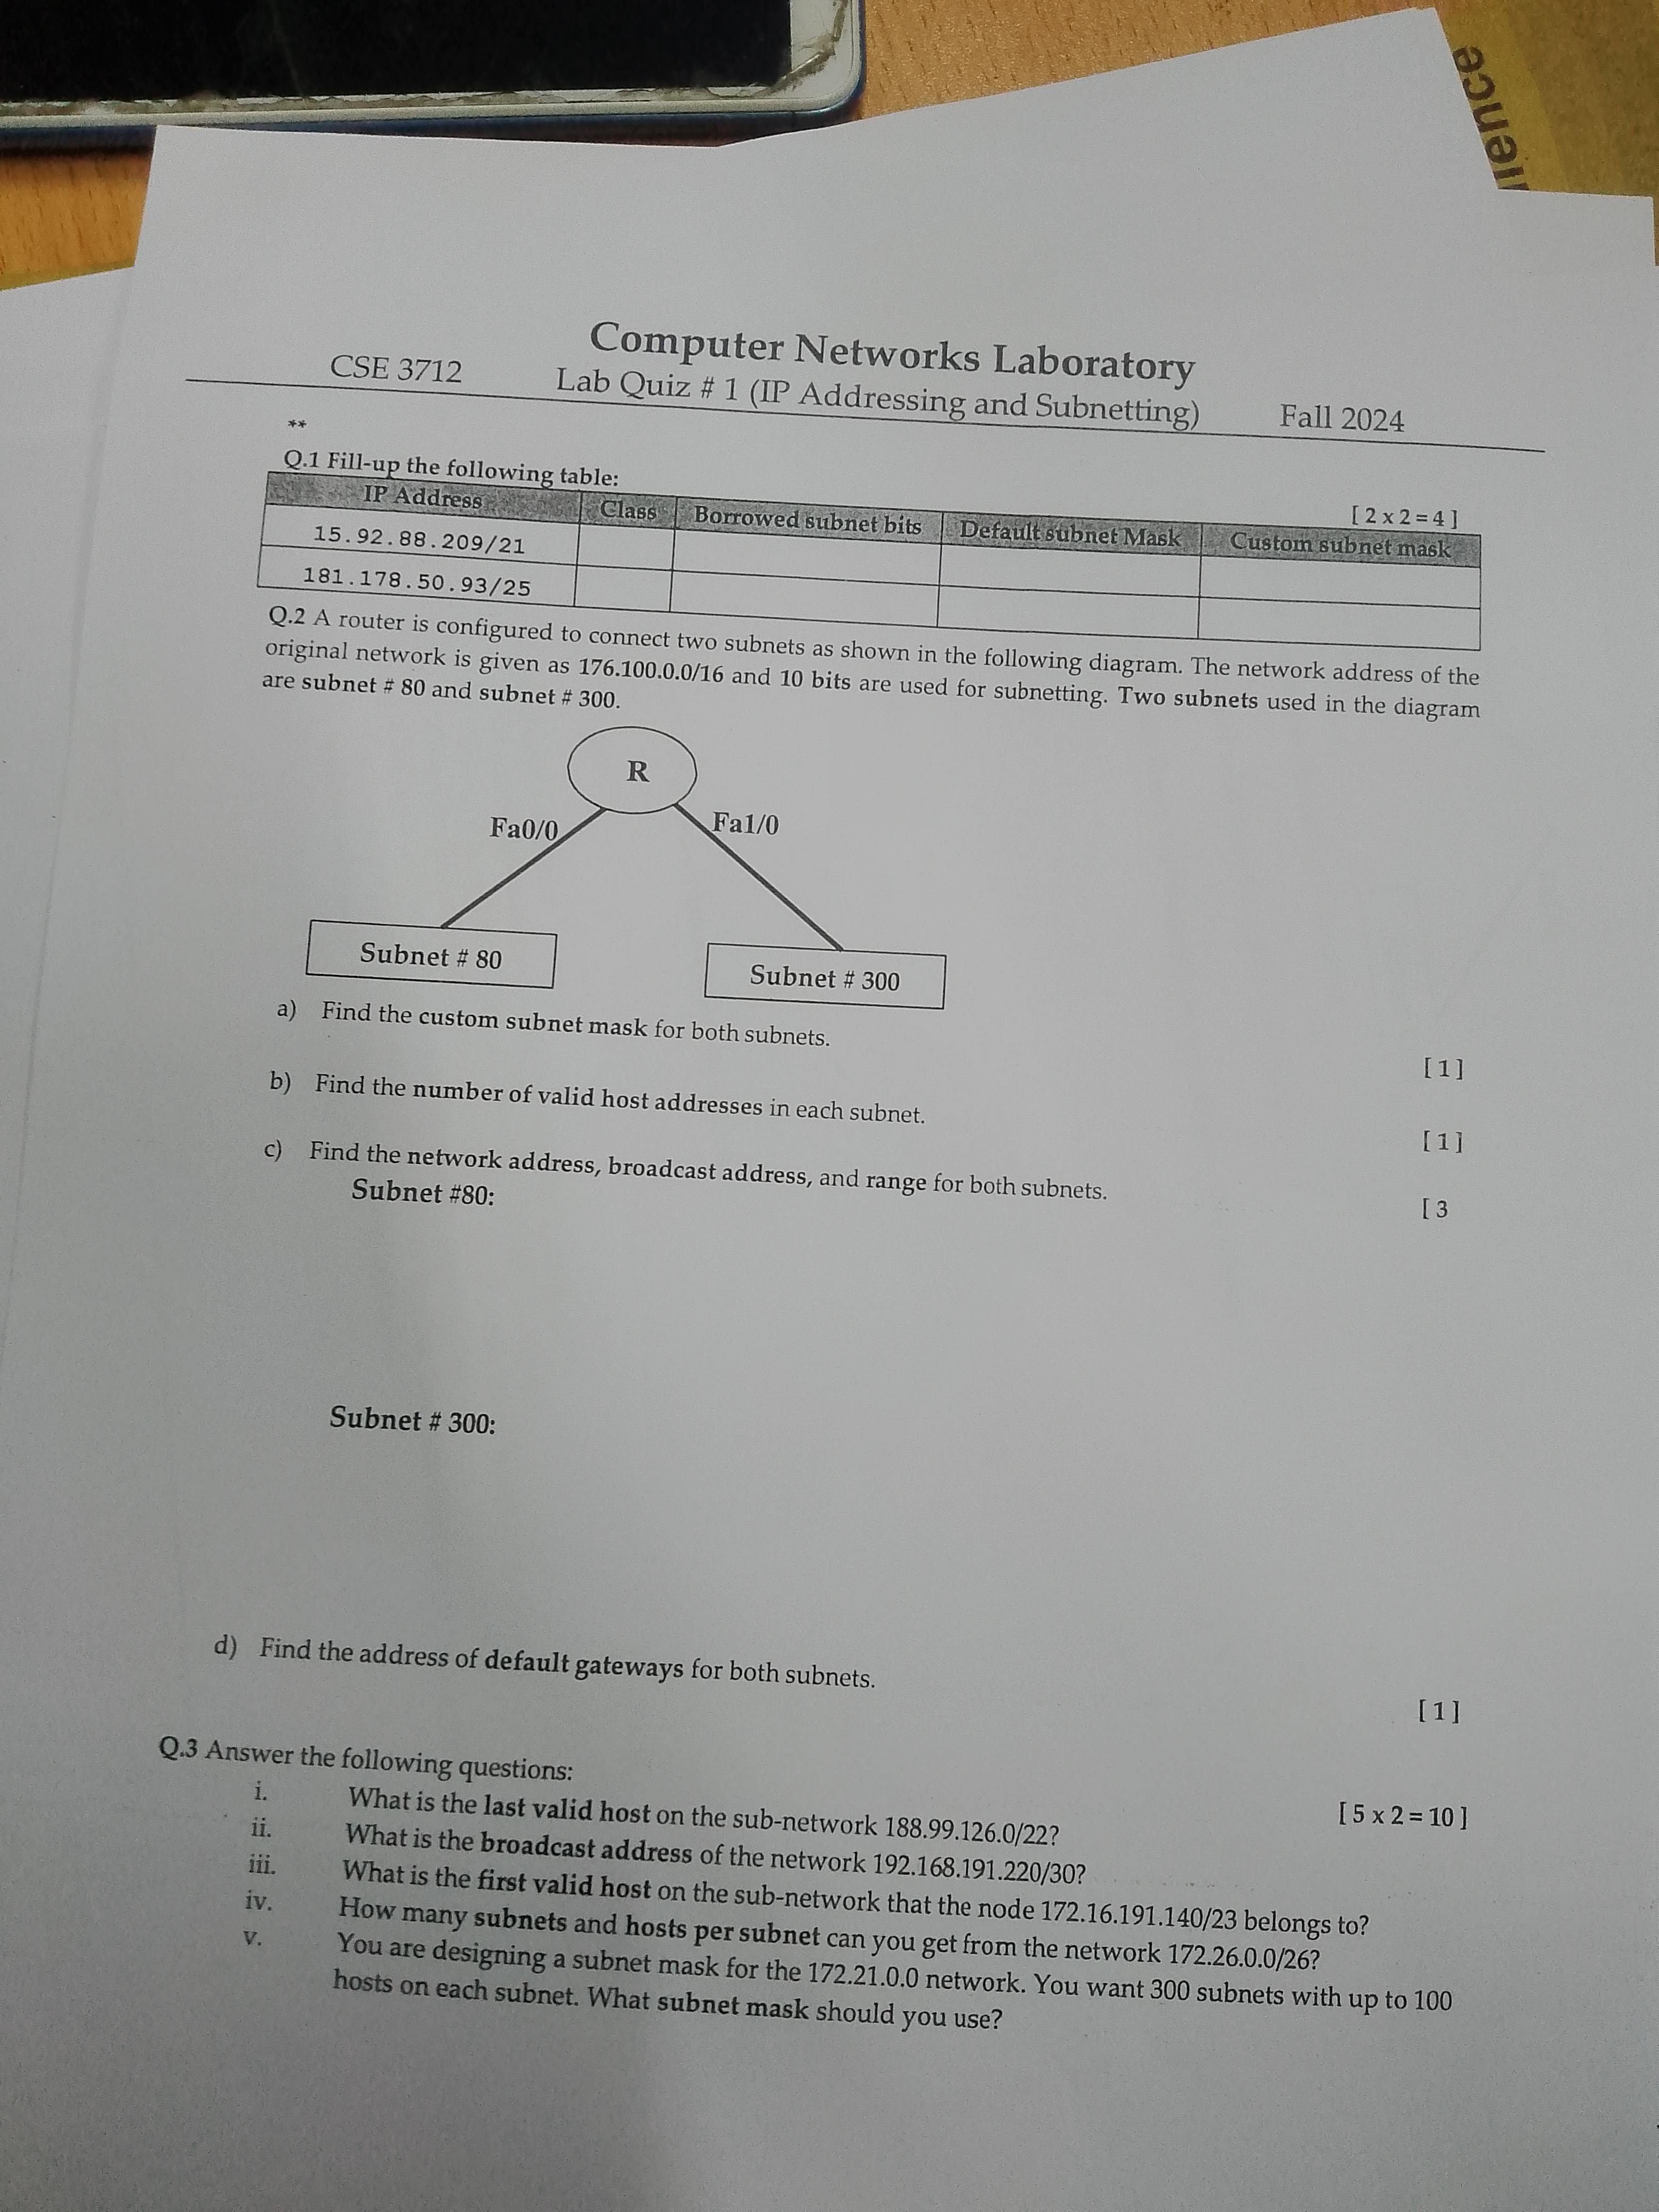 lience
Computer Networks Laboratory
CSE 3712 Lab Quiz # 1 (IP Addressing and Subnetting) Fall 2024
**
Q.1 Fill-up the following table:
[ 2 x 2 = 4 ]
IP Address Class Borrowed subnet bits Default subnet Mask Custom subnet mask
15.92.88.209/21
181.178.50.93/25
Q.2 A router is configured to connect two subnets as shown in the following diagram. The network address of the
original network is given as 176.100.0.0/16 and 10 bits are used for subnetting. Two subnets used in the diagram
are subnet # 80 and subnet # 300.
R
Fa0/0 Fa1/0
Subnet # 80 Subnet # 300
a) Find the custom subnet mask for both subnets. [ 1 ]
b) Find the number of valid host addresses in each subnet. [ 1 ]
c) Find the network address, broadcast address, and range for both subnets. [ 3
Subnet #80:
Subnet # 300:
d) Find the address of default gateways for both subnets. [ 1 ]
Q.3 Answer the following questions: [ 5 x 2 = 10 ]
i. What is the last valid host on the sub-network 188.99.126.0/22?
ii. What is the broadcast address of the network 192.168.191.220/30?
iii. What is the first valid host on the sub-network that the node 172.16.191.140/23 belongs to?
iv. How many subnets and hosts per subnet can you get from the network 172.26.0.0/26?
v. You are designing a subnet mask for the 172.21.0.0 network. You want 300 subnets with up to 100
hosts on each subnet. What subnet mask should you use?